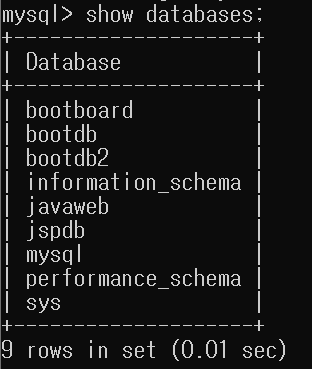 mysql> show databases;
+--------------------+
| Database           |
+--------------------+
| bootboard          |
| bootdb             |
| bootdb2            |
| information_schema |
| javaweb            |
| jspdb              |
| mysql              |
| performance_schema |
| sys                |
+--------------------+
9 rows in set (0.01 sec)